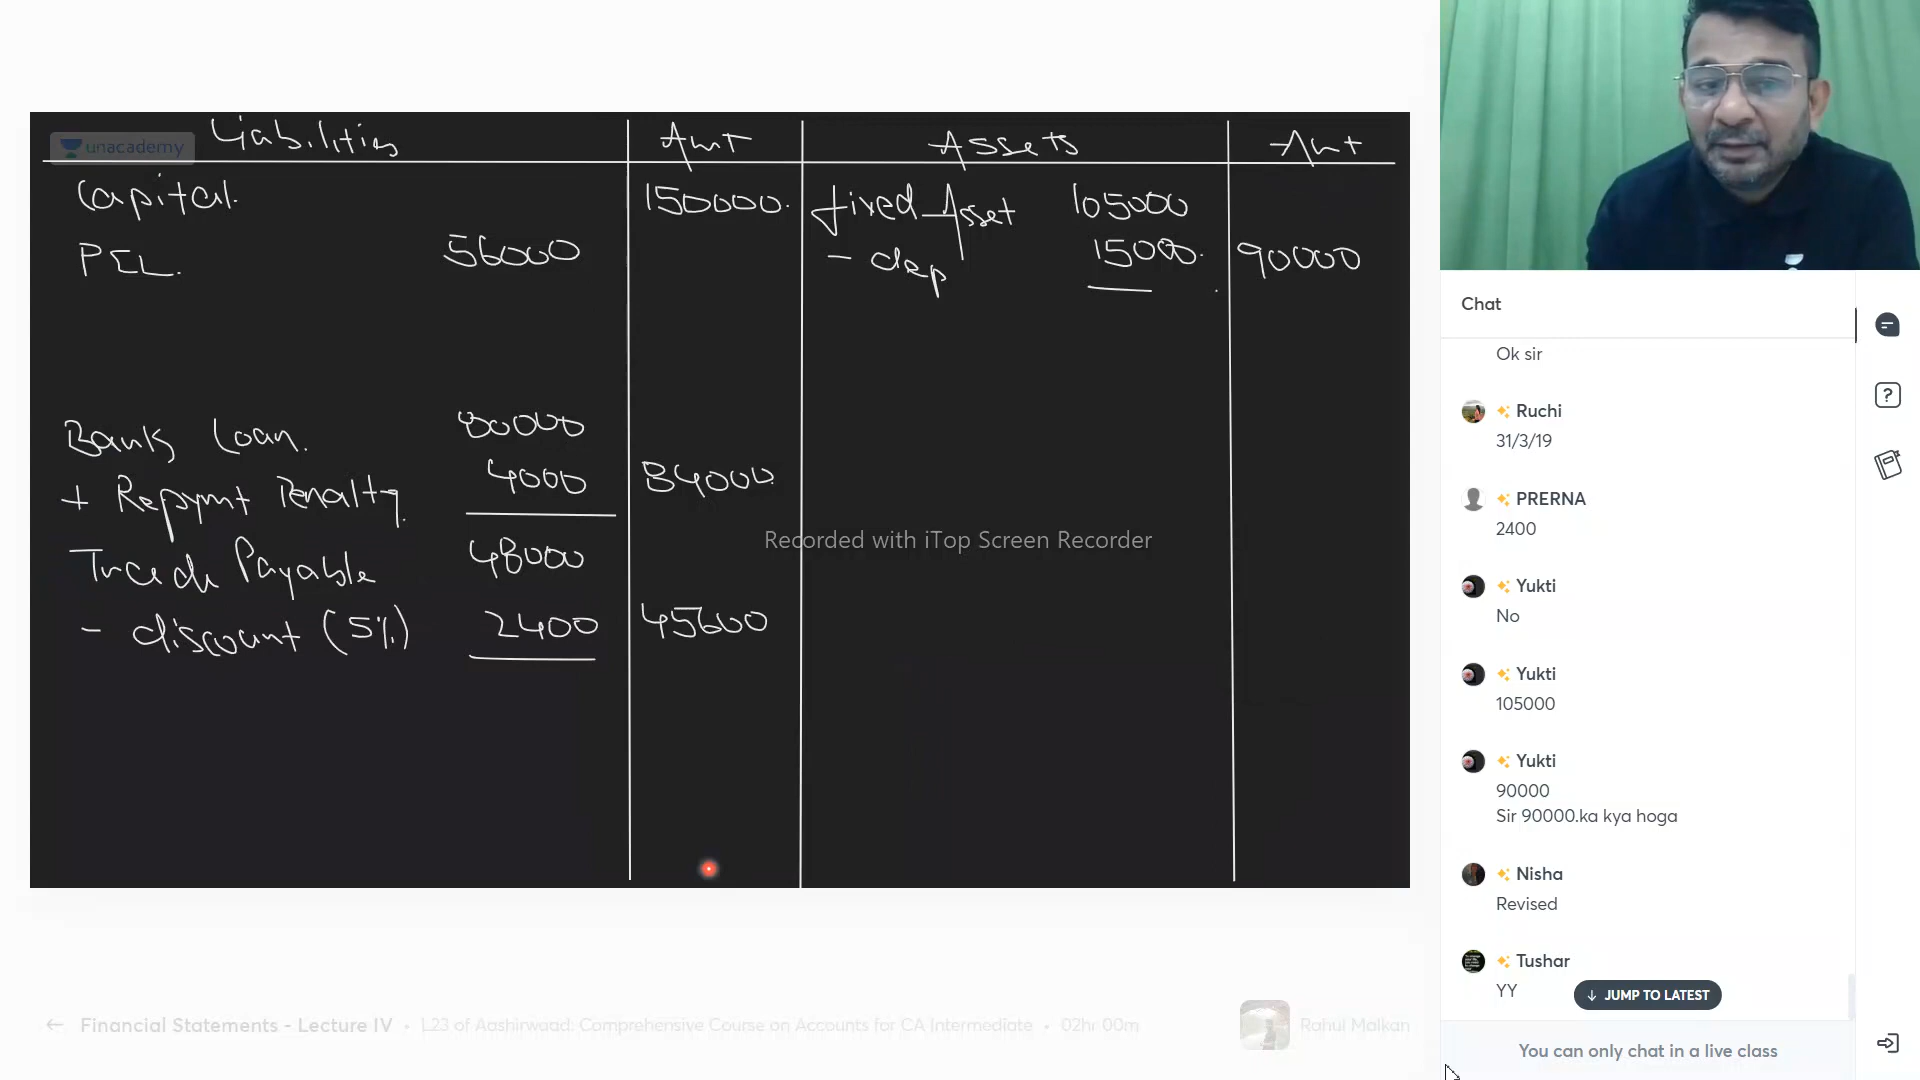 unacademy
Liabilities Amt Assets Amt
Capital. 150000. Fixed Asset 105000
P&L. 56000 - dep 15000. 90000
Bank Loan. 80000
+ Repymt Penalty. 4000 84000.
Trade Payable 48000
- discount (5%) 2400 45600
Recorded with iTop Screen Recorder
← Financial Statements - Lecture IV • L23 of Aashirwaad: Comprehensive Course on Accounts for CA Intermediate • 02hr 00m
Rahul Malkan
Chat
Ok sir
Ruchi
31/3/19
PRERNA
2400
Yukti
No
Yukti
105000
Yukti
90000
Sir 90000.ka kya hoga
Nisha
Revised
Tushar
YY
↓ JUMP TO LATEST
You can only chat in a live class
?